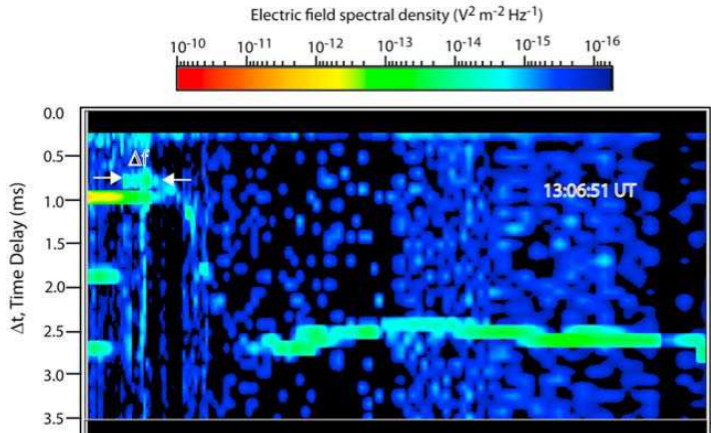 Electric field spectral density (V² m⁻² Hz⁻¹)
10⁻¹⁰ 10⁻¹¹ 10⁻¹² 10⁻¹³ 10⁻¹⁴ 10⁻¹⁵ 10⁻¹⁶
0.0
0.5
1.0
1.5
2.0
2.5
3.0
3.5
Δt, Time Delay (ms)
Δf
13:06:51 UT